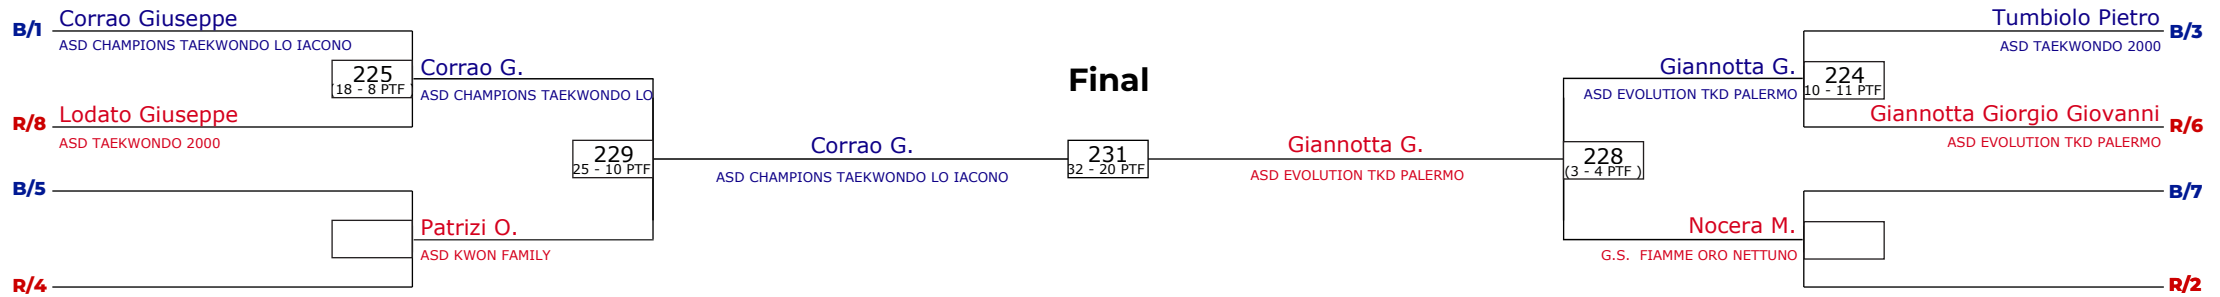 B/1
Corrao Giuseppe
ASD CHAMPIONS TAEKWONDO LO IACONO
225
(18 - 8 PTF
R/8
Lodato Giuseppe
ASD TAEKWONDO 2000
Corrao G.
ASD CHAMPIONS TAEKWONDO LO
229
25 - 10 PTF
B/5
R/4
Patrizi O.
ASD KWON FAMILY
Final
Corrao G.
ASD CHAMPIONS TAEKWONDO LO IACONO
231
32 - 20 PTF
Giannotta G.
ASD EVOLUTION TKD PALERMO
Tumbiolo Pietro
B/3
ASD TAEKWONDO 2000
Giannotta G.
ASD EVOLUTION TKD PALERMO
224
10 - 11 PTF
Giannotta Giorgio Giovanni
R/6
ASD EVOLUTION TKD PALERMO
228
(3 - 4 PTF )
B/7
Nocera M.
G.S. FIAMME ORO NETTUNO
R/2